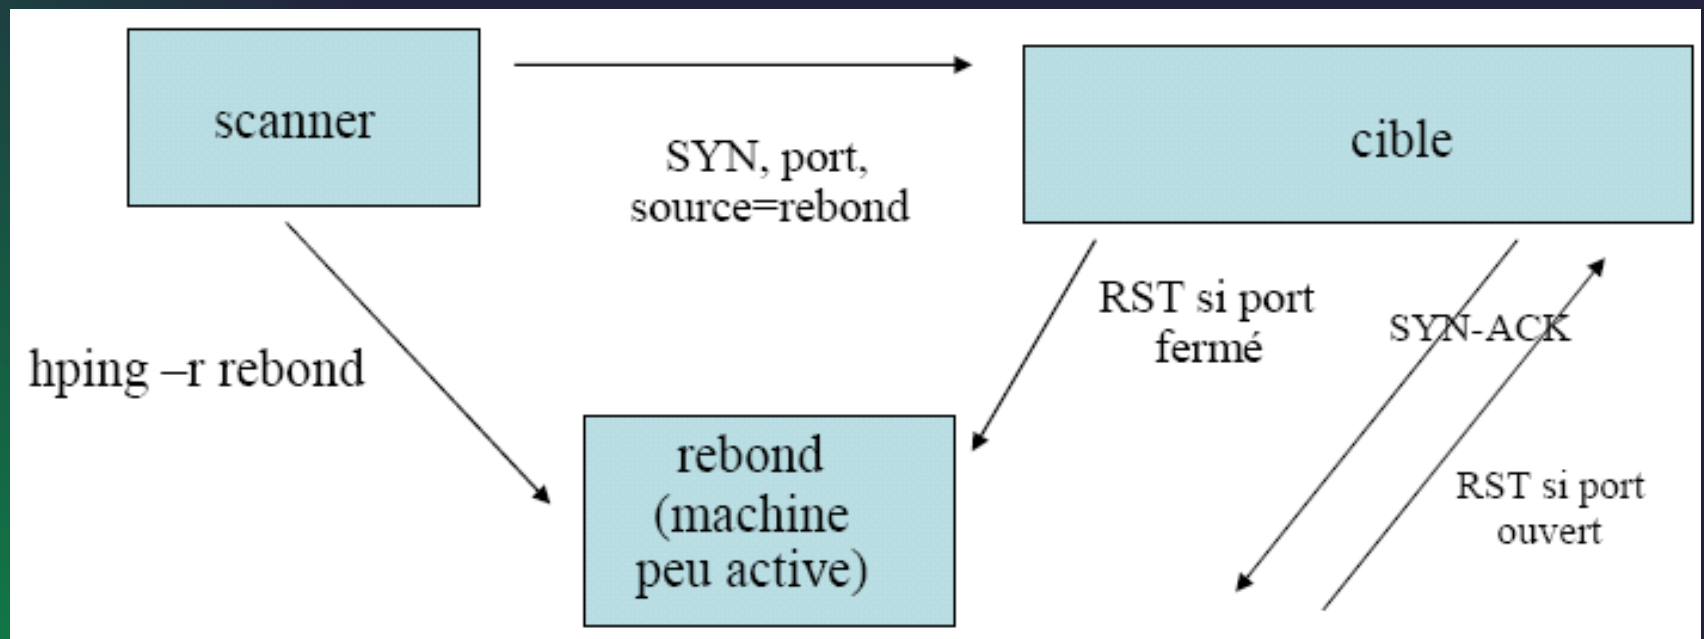 scanner
cible
SYN, port,
source=rebond
RST si port
fermé
SYN-ACK
hping –r rebond
rebond
(machine
peu active)
RST si port
ouvert